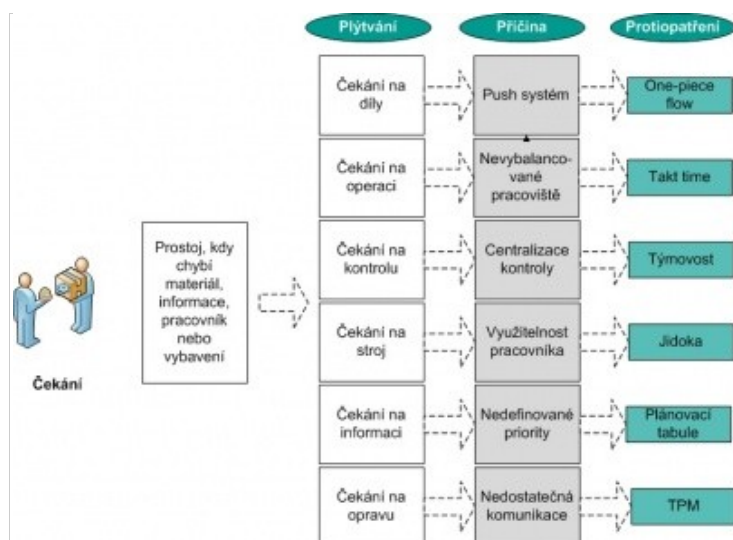 Plýtvání
Příčina
Protiopatření
Čekání na
díly
Push systém
One-piece
flow
Čekání na
operaci
Nevybalanco-
vané
pracoviště
Takt time
Prostoj, kdy
chybí
materiál,
informace,
pracovník
nebo
vybavení
Čekání
Čekání na
kontrolu
Centralizace
kontroly
Týmovost
Čekání na
stroj
Využitelnost
pracovníka
Jidoka
Čekání na
informaci
Nedefinované
priority
Plánovací
tabule
Čekání na
opravu
Nedostatečná
komunikace
TPM